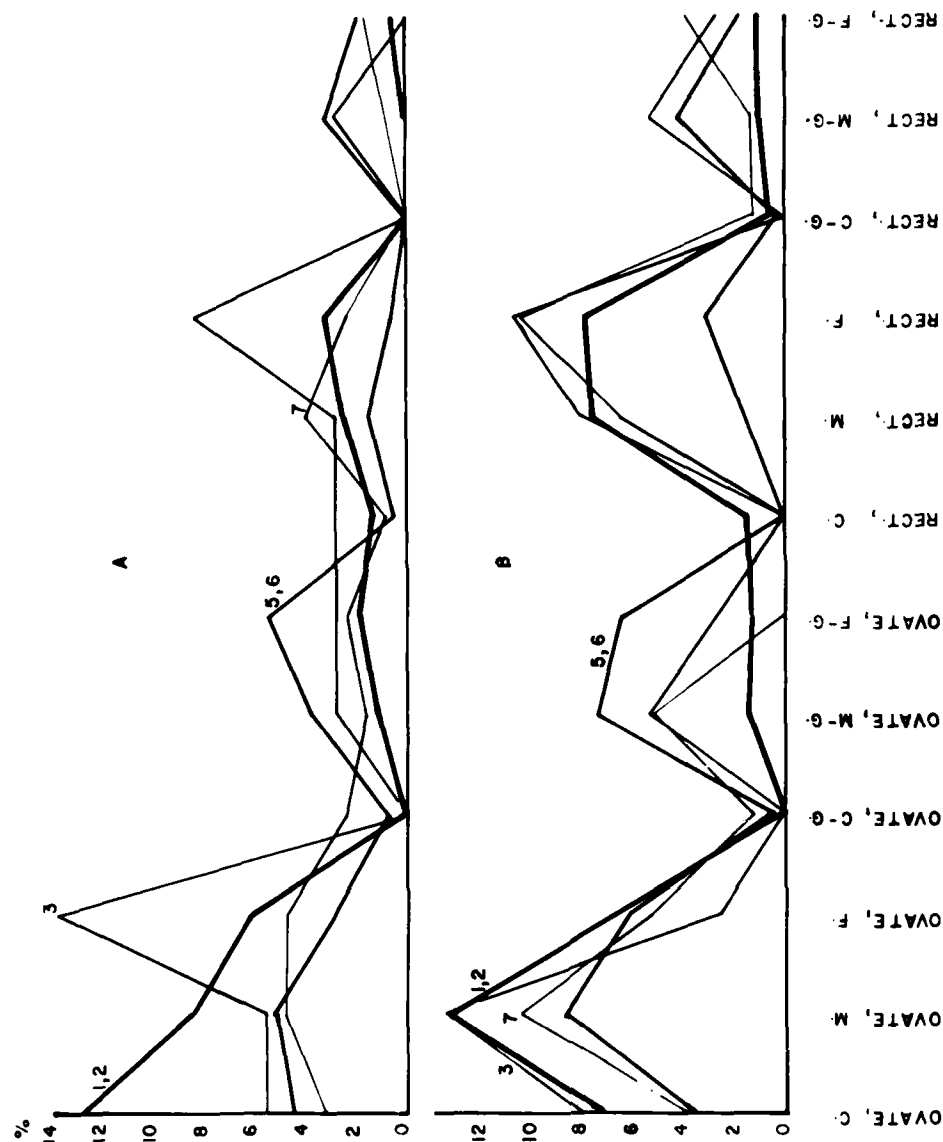 %
14
12
10
8
6
4
2
0
1,2
3
5,6
7
A
12
10
8
6
4
2
0
3
7
1,2
5,6
B
OVATE, C.
OVATE, M.
OVATE, F.
OVATE, C-G.
OVATE, M-G.
OVATE, F-G.
RECT., C.
RECT., M.
RECT., F.
RECT., C-G.
RECT., M-G.
RECT., F-G.